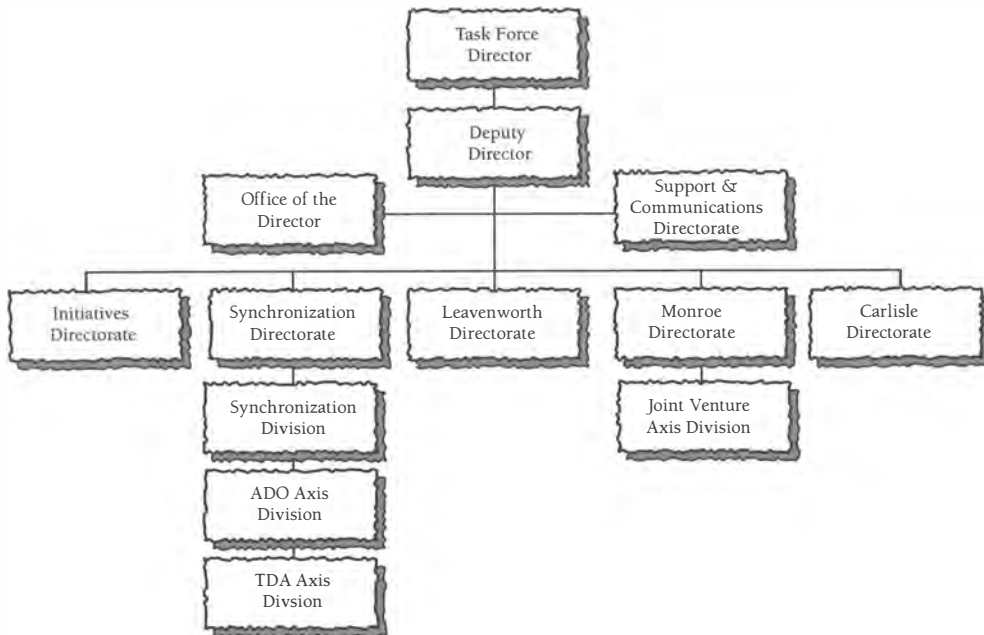 Task Force
Director
Deputy
Director
Office of the
Director
Support &
Communications
Directorate
Initiatives
Directorate
Synchronization
Directorate
Leavenworth
Directorate
Monroe
Directorate
Carlisle
Directorate
Synchronization
Division
Joint Venture
Axis Division
ADO Axis
Division
TDA Axis
Divsion